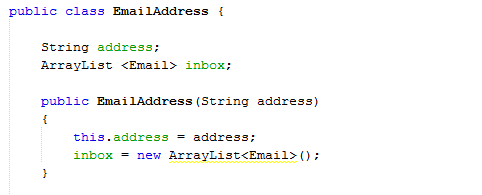 public class EmailAddress {
String address;
ArrayList <Email> inbox;
public EmailAddress(String address)
{
this.address = address;
inbox = new ArrayList<Email>();
}